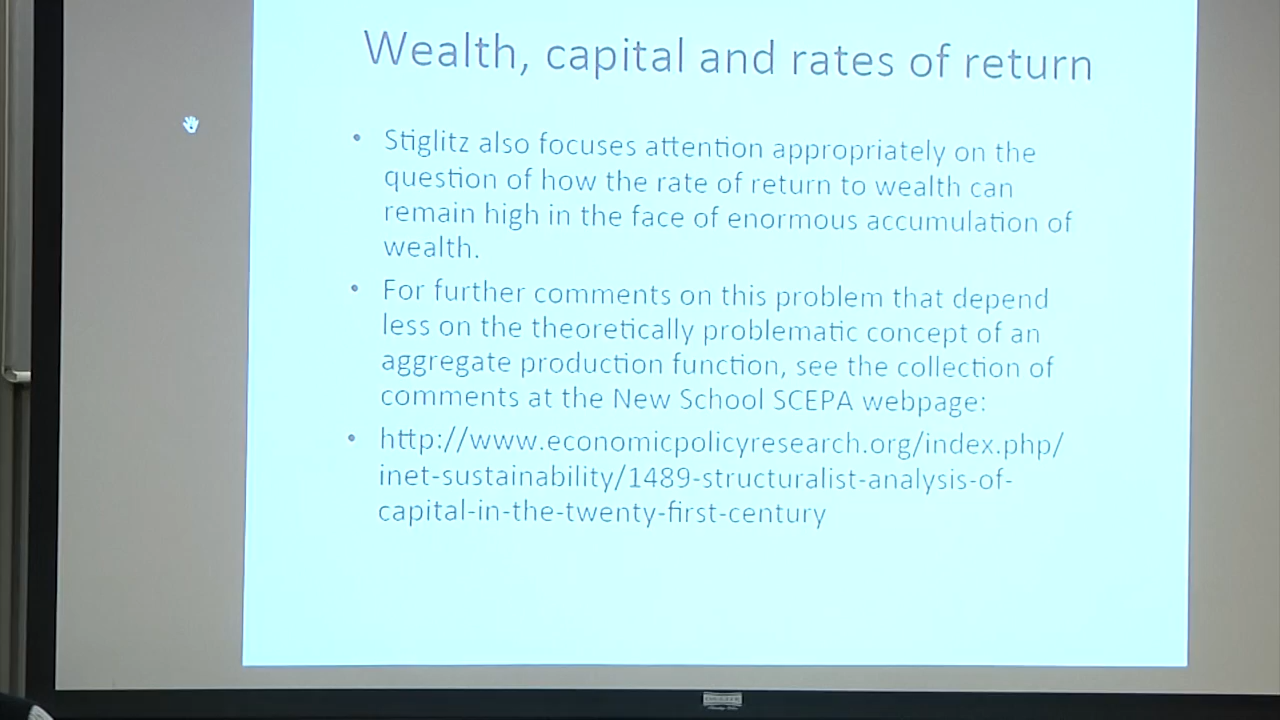 Wealth, capital and rates of return
• Stiglitz also focuses attention appropriately on the
question of how the rate of return to wealth can
remain high in the face of enormous accumulation of
wealth.
• For further comments on this problem that depend
less on the theoretically problematic concept of an
aggregate production function, see the collection of
comments at the New School SCEPA webpage:
• http://www.economicpolicyresearch.org/index.php/
inet-sustainability/1489-structuralist-analysis-of-
capital-in-the-twenty-first-century